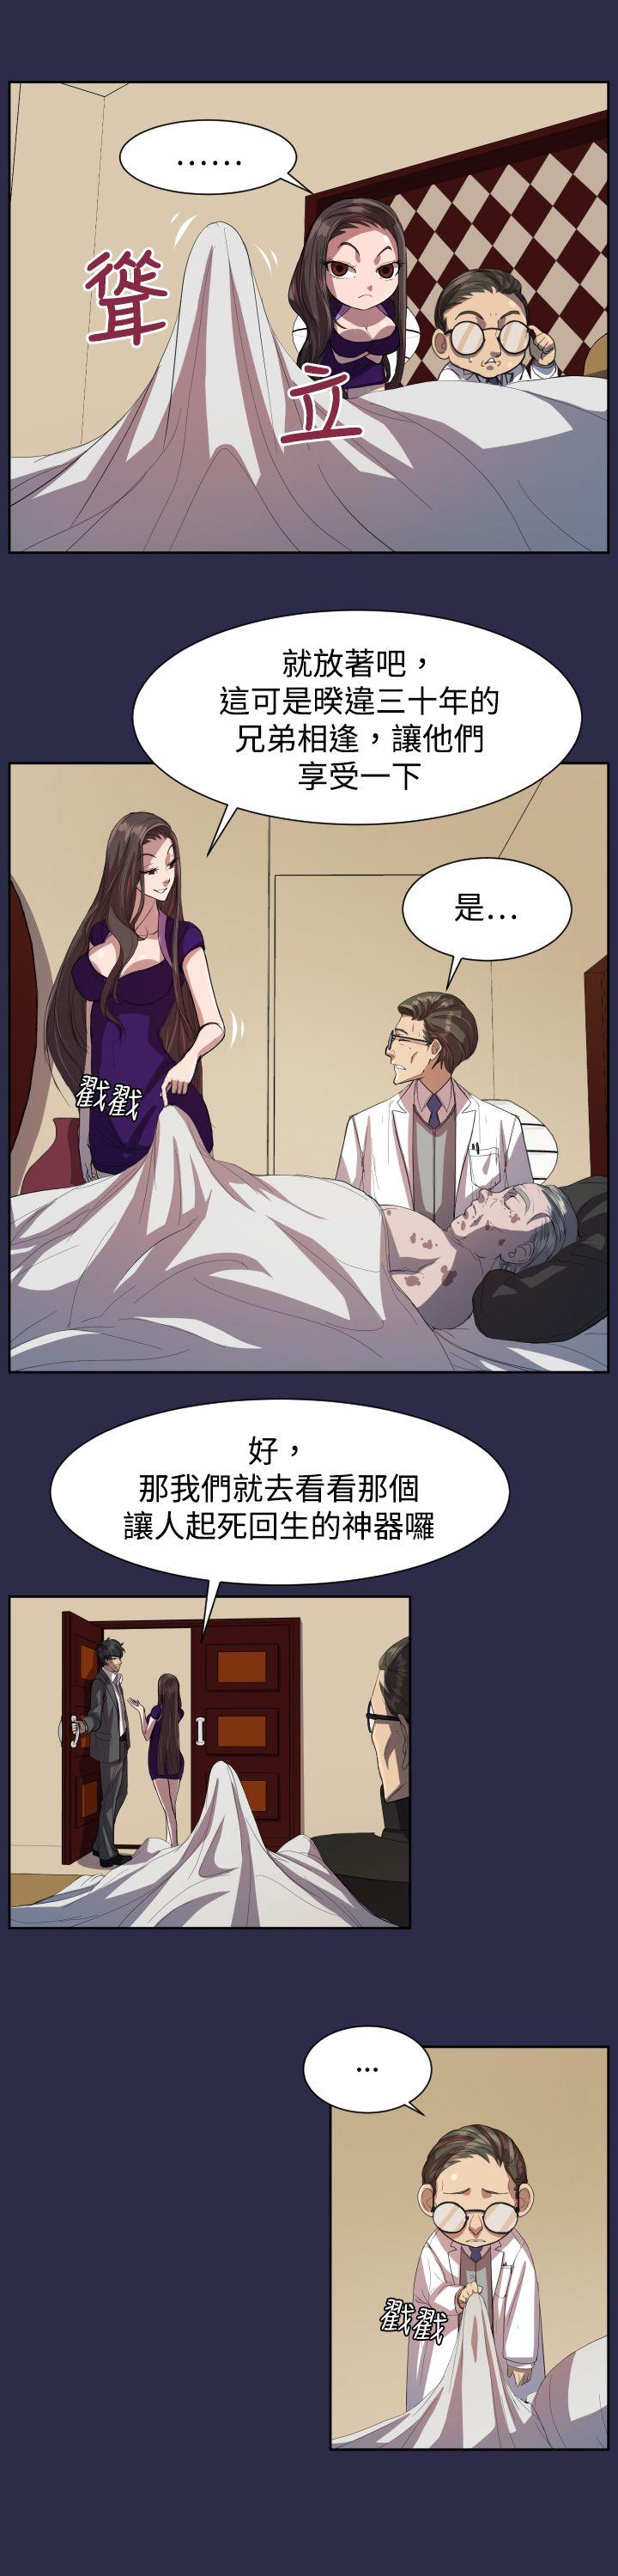 ......
聳
立
就放著吧，
這可是暌違三十年的
兄弟相逢，讓他們
享受一下
是...
戳戳
好，
那我們就去看看那個
讓人起死回生的神器囉
...
戳戳